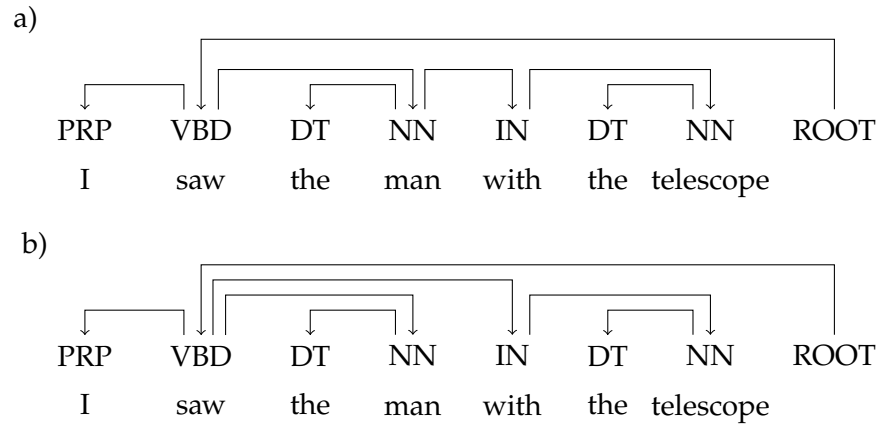 a)
PRP VBD DT NN IN DT NN ROOT
I saw the man with the telescope
b)
PRP VBD DT NN IN DT NN ROOT
I saw the man with the telescope